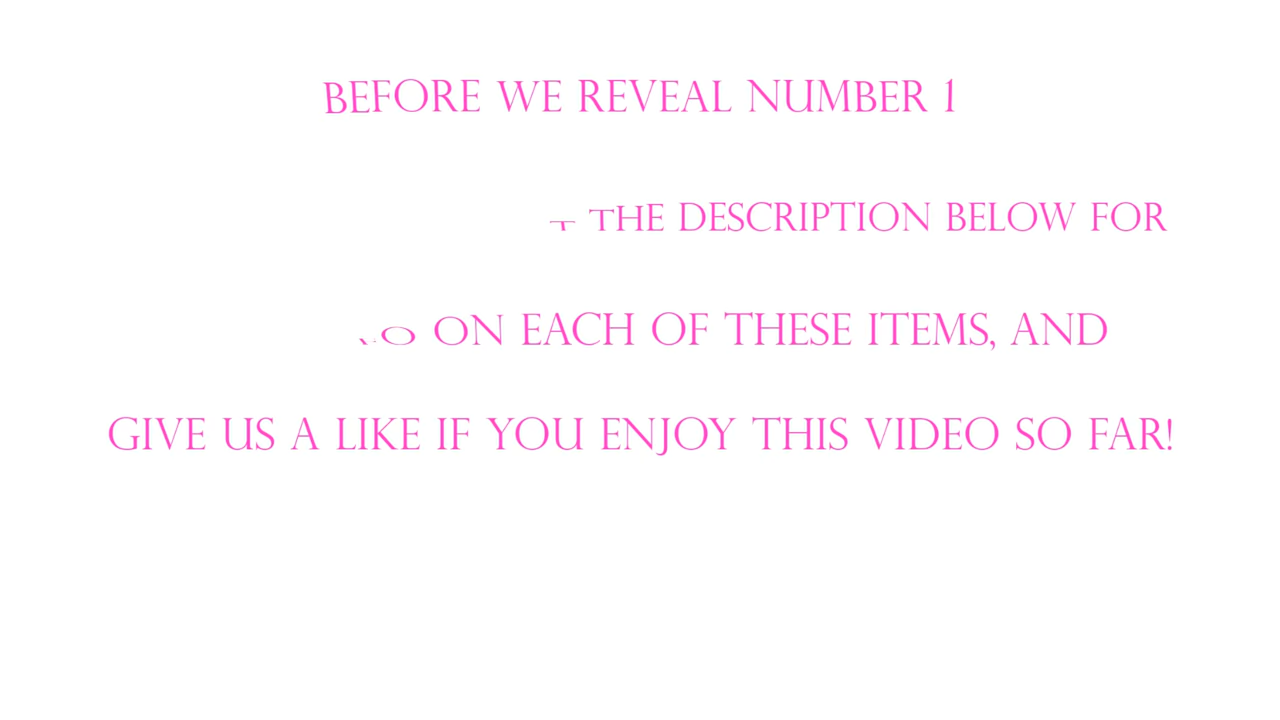 BEFORE WE REVEAL NUMBER 1
THE DESCRIPTION BELOW FOR
ON EACH OF THESE ITEMS, AND
GIVE US A LIKE IF YOU ENJOY THIS VIDEO SO FAR!